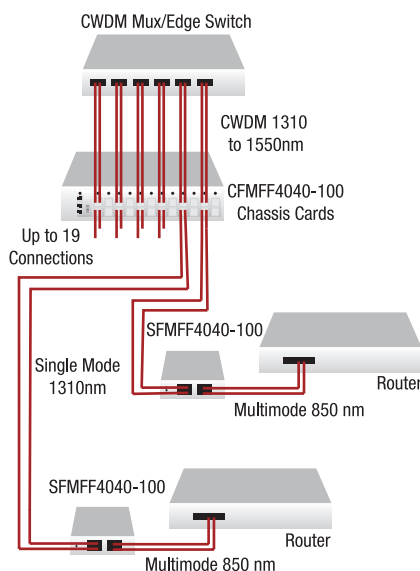 CWDM Mux/Edge Switch
CWDM 1310
to 1550nm
CFMFF4040-100
Chassis Cards
Up to 19
Connections
SFMFF4040-100
Single Mode
1310nm
Router
Multimode 850 nm
SFMFF4040-100
Router
Multimode 850 nm